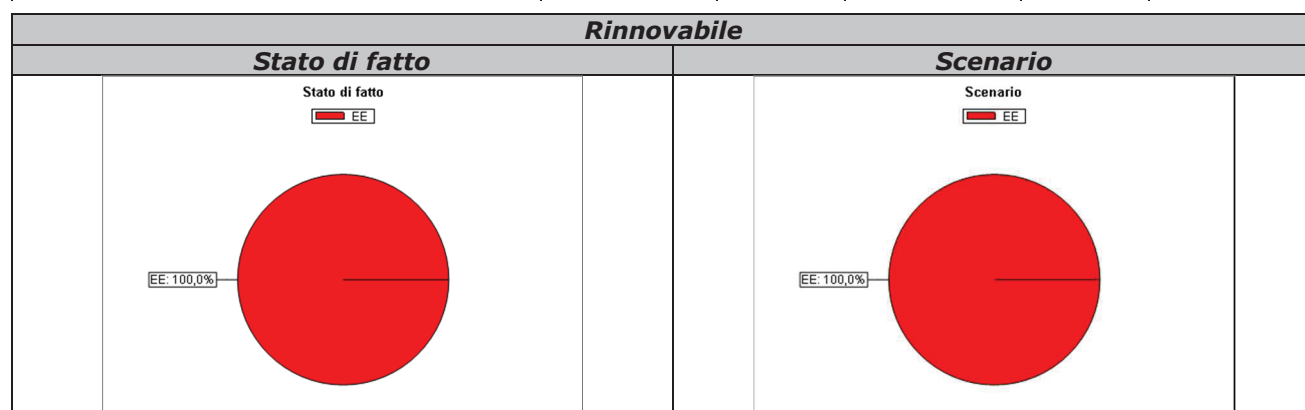 Rinnovabile
Stato di fatto
Scenario
Stato di fatto
EE
EE: 100,0%
Scenario
EE
EE: 100,0%